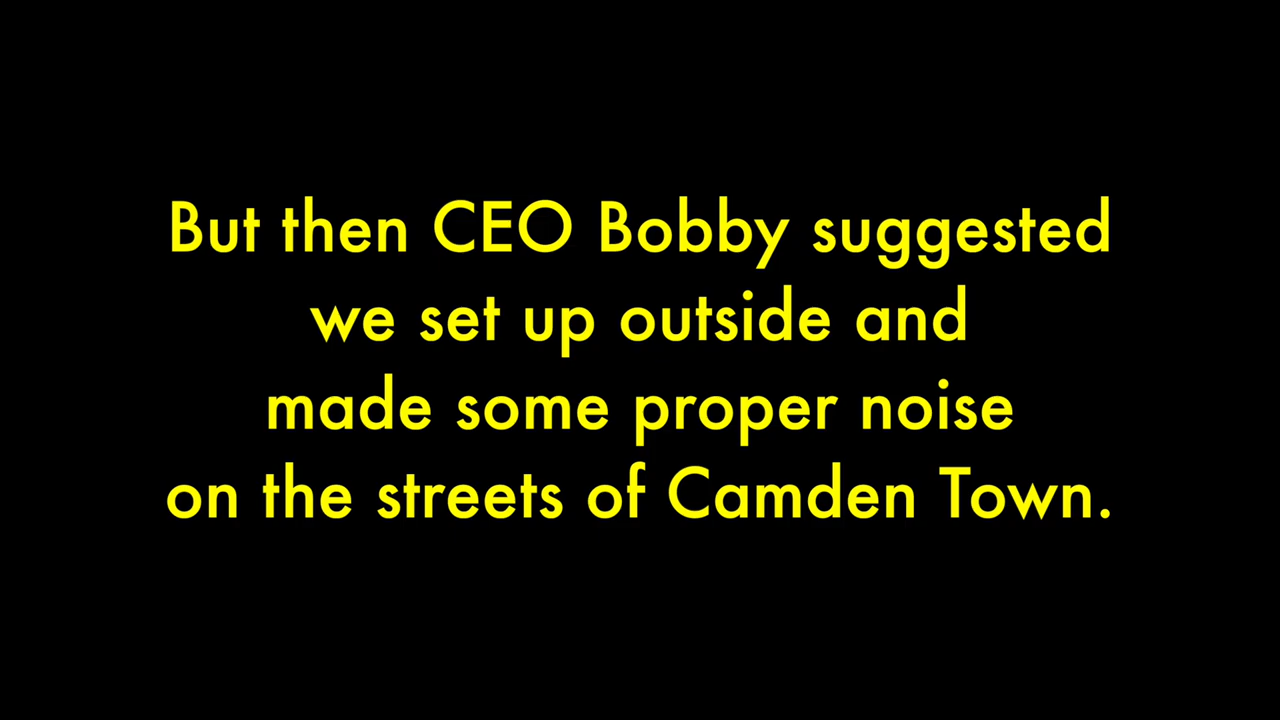 But then CEO Bobby suggested
we set up outside and
made some proper noise
on the streets of Camden Town.